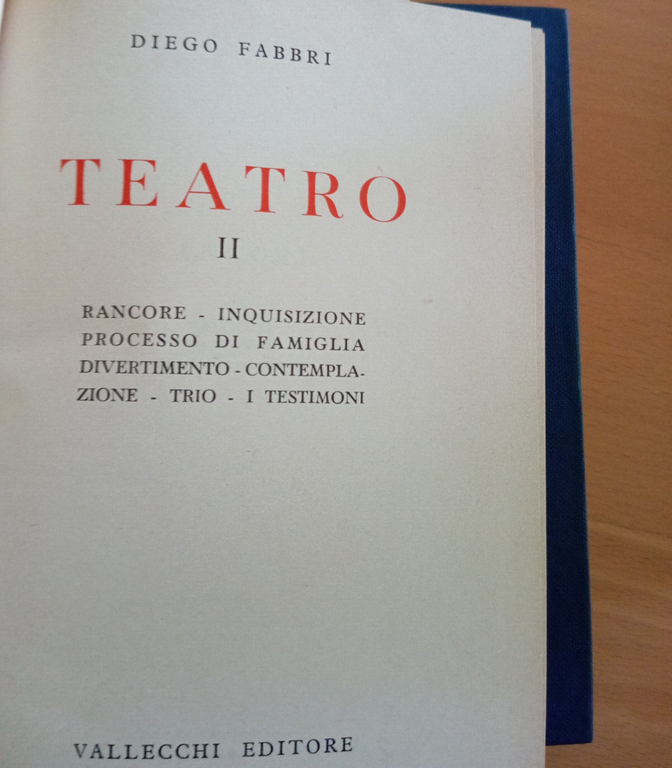 DIEGO FABBRI
TEATRO
II
RANCORE - INQUISIZIONE
PROCESSO DI FAMIGLIA
DIVERTIMENTO - CONTEMPLA-
ZIONE - TRIO - I TESTIMONI
VALLECCHI EDITORE